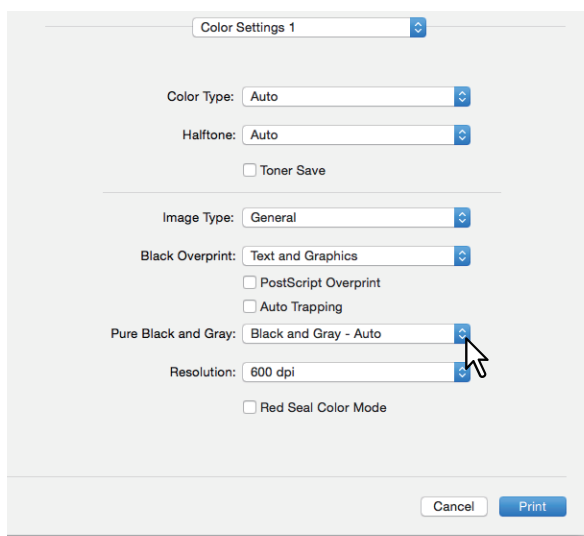 Color Settings 1
Color Type: Auto
Halftone: Auto
Toner Save
Image Type: General
Black Overprint: Text and Graphics
PostScript Overprint
Auto Trapping
Pure Black and Gray: Black and Gray - Auto
Resolution: 600 dpi
Red Seal Color Mode
Cancel Print